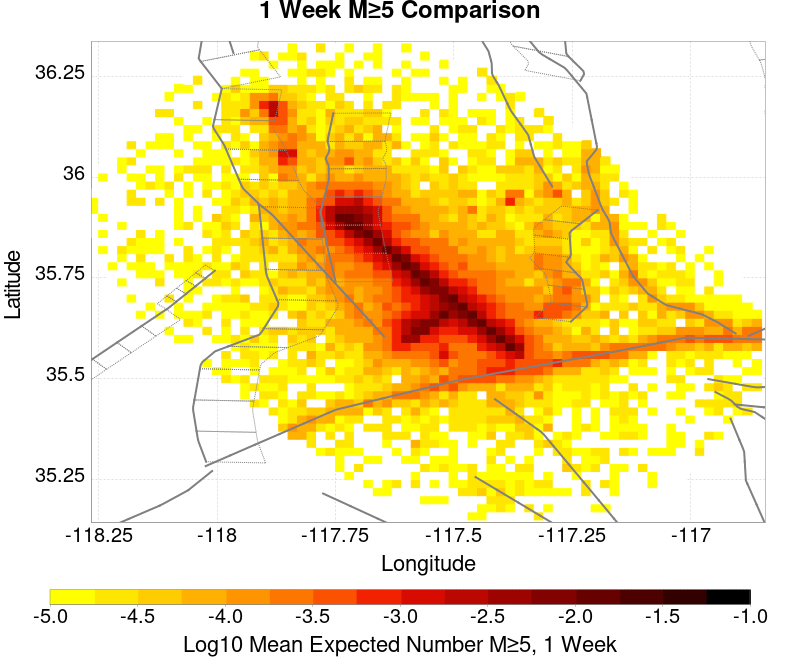 1 Week M≥5 Comparison
36.25
36
35.75
35.5
35.25
Latitude
-118.25 -118 -117.75 -117.5 -117.25 -117
Longitude
-5.0 -4.5 -4.0 -3.5 -3.0 -2.5 -2.0 -1.5 -1.0
Log10 Mean Expected Number M≥5, 1 Week